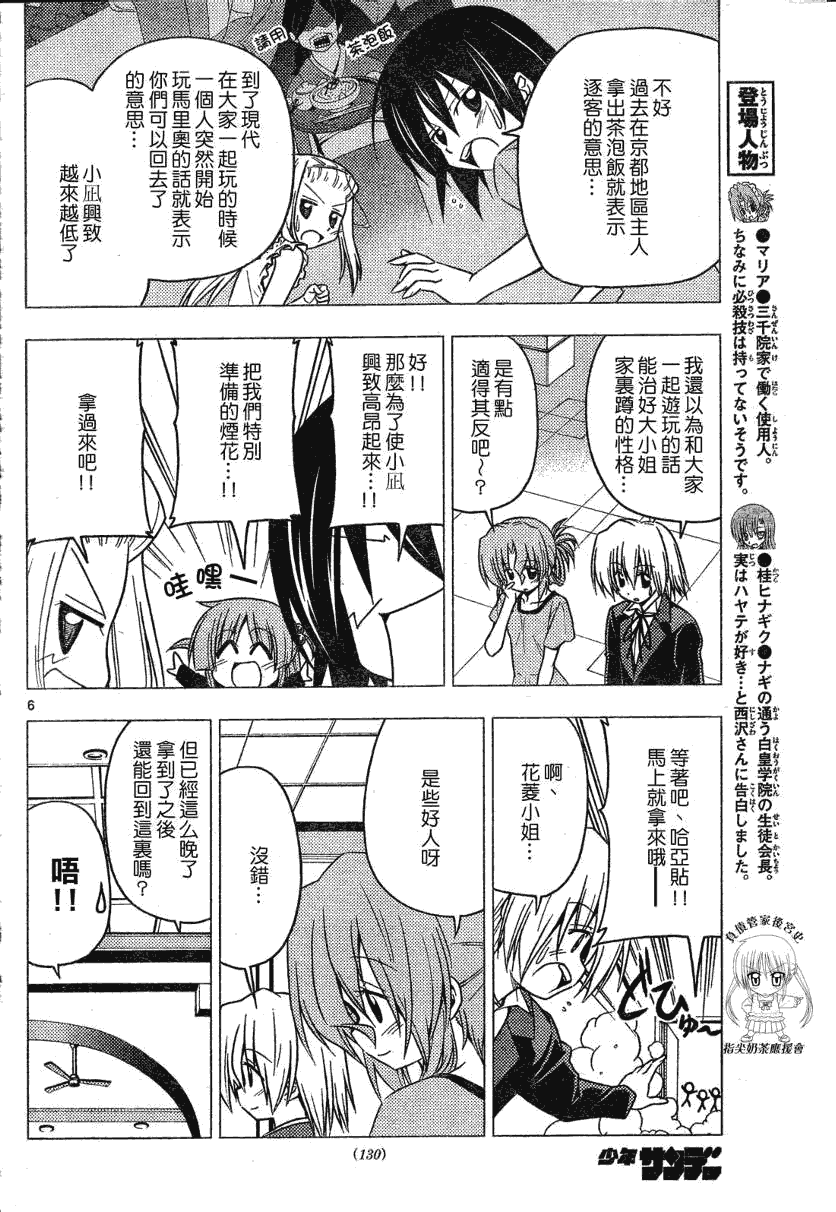 不好
過去在京都地區主人
拿出茶泡飯就表示
逐客的意思…
茶泡飯
請用
到了現代
在大家一起玩的時候
一個人突然開始
玩馬里奧的話就表示
你們可以回去了
的意思…
小凪興致
越來越低了
我還以為和大家
一起遊玩的話
能治好大小姐
家裏蹲的性格…
是有點
適得其反吧～?
好!!
那麼為了使小凪
興致高昂起來…!!
把我們特別
準備的煙花…!!
拿過來吧!!
哇嘿—
6
等著吧、哈亞貼!!
馬上就拿來哦——
啊、
花菱小姐…
どひゅ～
是些好人呀
沒錯…
但已經這么晚了
拿到了之後
還能回到這裏嗎?
唔!!
登場人物
とうじょうじんぶつ
●マリア●三千院家で働く使用人。
ちなみに必殺技は持ってないそうです。
●桂ヒナギク●ナギの通う白皇学院の生徒会長。
実はハヤテが好き…と西沢さんに告白しました。
負債管家後宮史
指尖奶茶應援會
(130)
少年サンデー